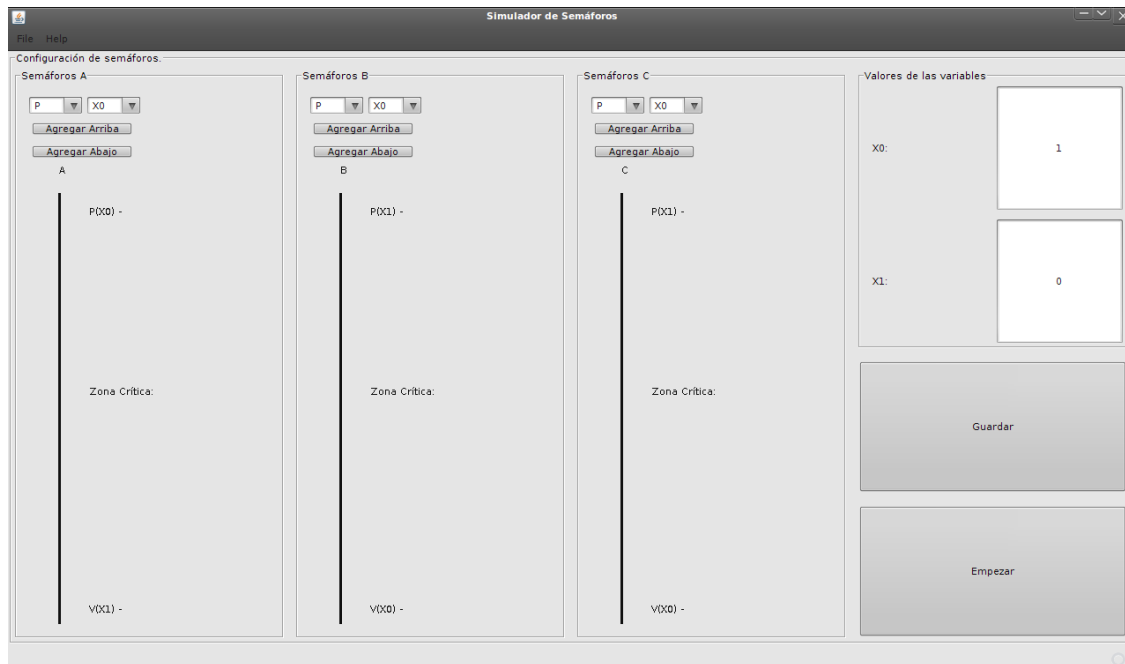 Simulador de Semáforos
File Help
Configuración de semáforos.
Semáforos A
P X0
Agregar Arriba
Agregar Abajo
A
P(X0) -
Zona Crítica:
V(X1) -
Semáforos B
P X0
Agregar Arriba
Agregar Abajo
B
P(X1) -
Zona Crítica:
V(X0) -
Semáforos C
P X0
Agregar Arriba
Agregar Abajo
C
P(X1) -
Zona Crítica:
V(X0) -
Valores de las variables
X0: 1
X1: 0
Guardar
Empezar